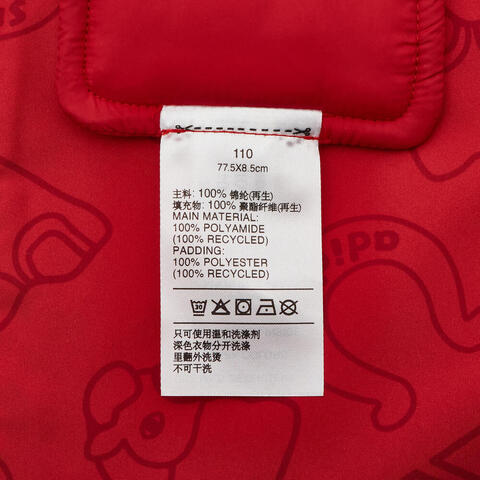 110
77.5X8.5cm
主料: 100% 锦纶(再生)
填充物: 100% 聚酯纤维(再生)
MAIN MATERIAL:
100% POLYAMIDE
(100% RECYCLED)
PADDING:
100% POLYESTER
(100% RECYCLED)
30
只可使用温和洗涤剂
深色衣物分开洗涤
里翻外洗烫
不可干洗